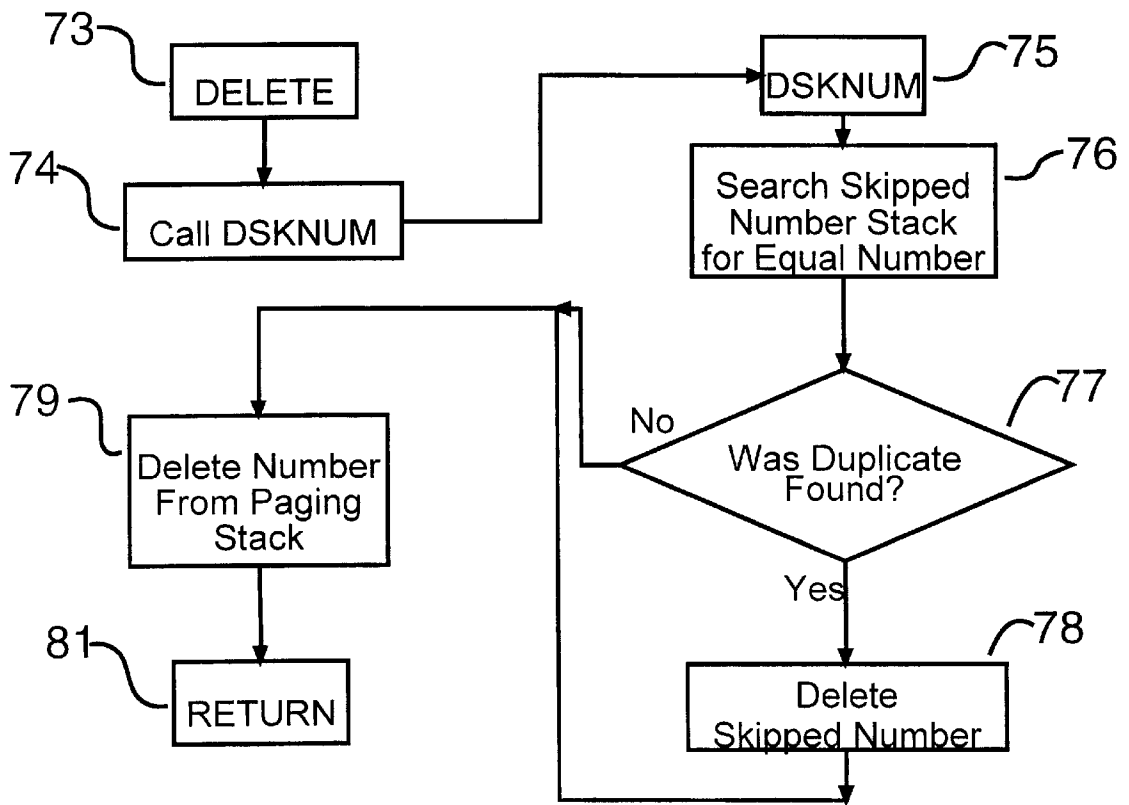 73
DELETE
74
Call DSKNUM
75
DSKNUM
76
Search Skipped
Number Stack
for Equal Number
77
No
Was Duplicate
Found?
Yes
78
Delete
Skipped Number
79
Delete Number
From Paging
Stack
81
RETURN